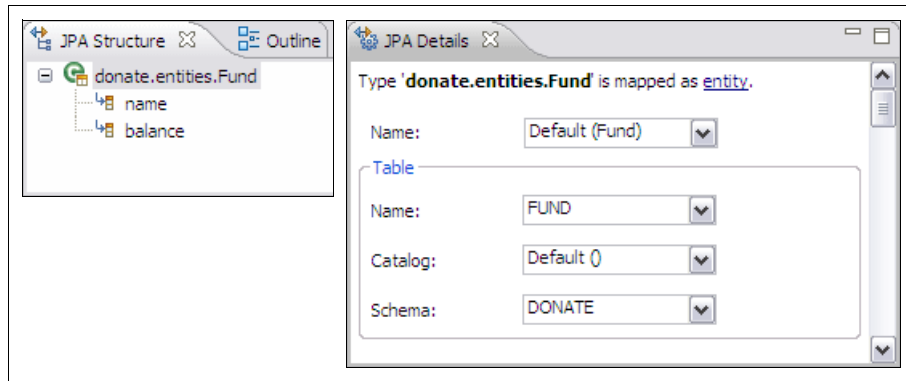 JPA Structure
Outline
donate.entities.Fund
name
balance
JPA Details
Type 'donate.entities.Fund' is mapped as entity.
Name: Default (Fund)
Table
Name: FUND
Catalog: Default ()
Schema: DONATE